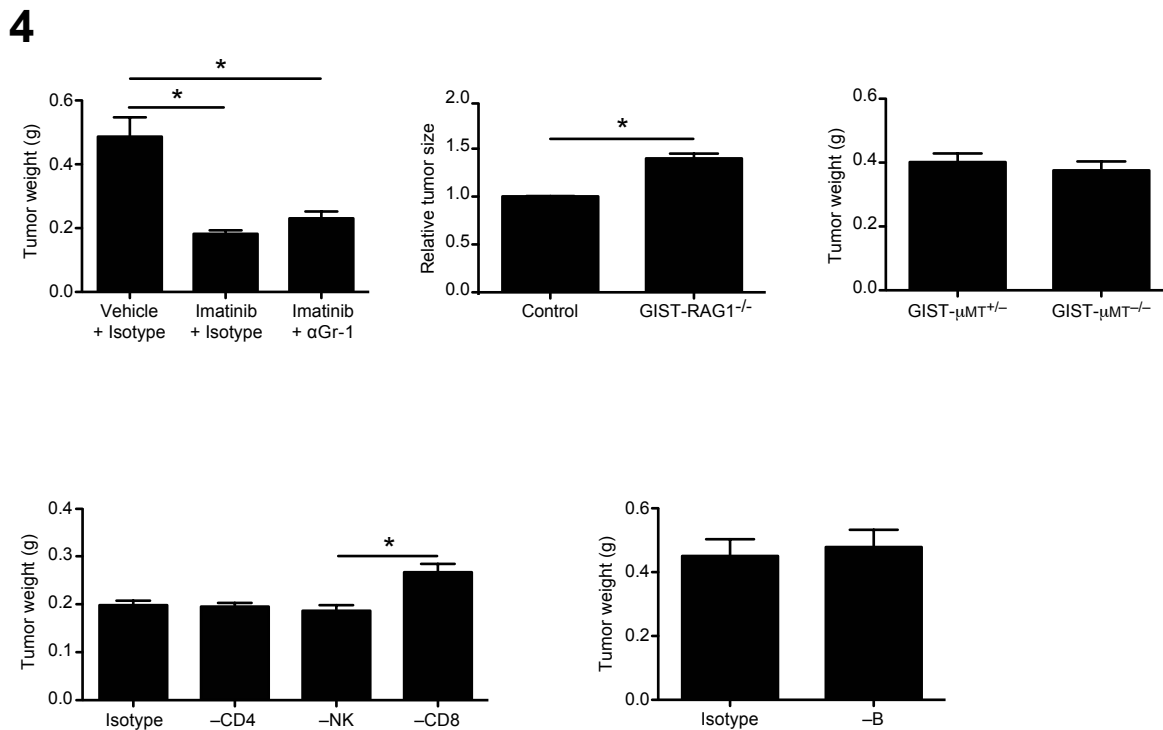 4
Tumor weight (g)
0.6
0.4
0.2
0.0
*
*
Vehicle
+ Isotype
Imatinib
+ Isotype
Imatinib
+ αGr-1
Relative tumor size
2.0
1.5
1.0
0.5
0.0
*
Control
GIST-RAG1-/-
Tumor weight (g)
0.6
0.4
0.2
0.0
GIST-μMT+/–
GIST-μMT–/–
Tumor weight (g)
0.4
0.3
0.2
0.1
0.0
*
Isotype
–CD4
–NK
–CD8
Tumor weight (g)
0.6
0.4
0.2
0.0
Isotype
–B